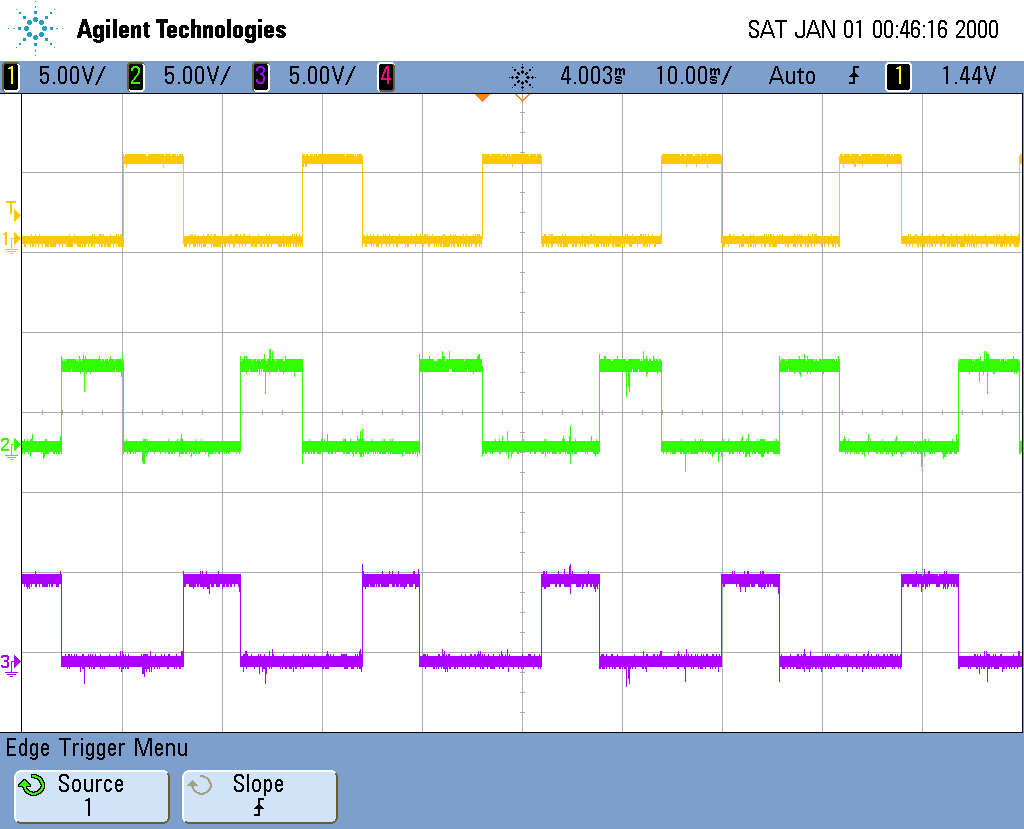 Agilent Technologies
SAT JAN 01 00:46:16 2000
1 5.00V/ 2 5.00V/ 3 5.00V/ 4 4.003ms 10.00ms/ Auto 1 1.44V
T
1
2
3
Edge Trigger Menu
Source
1
Slope